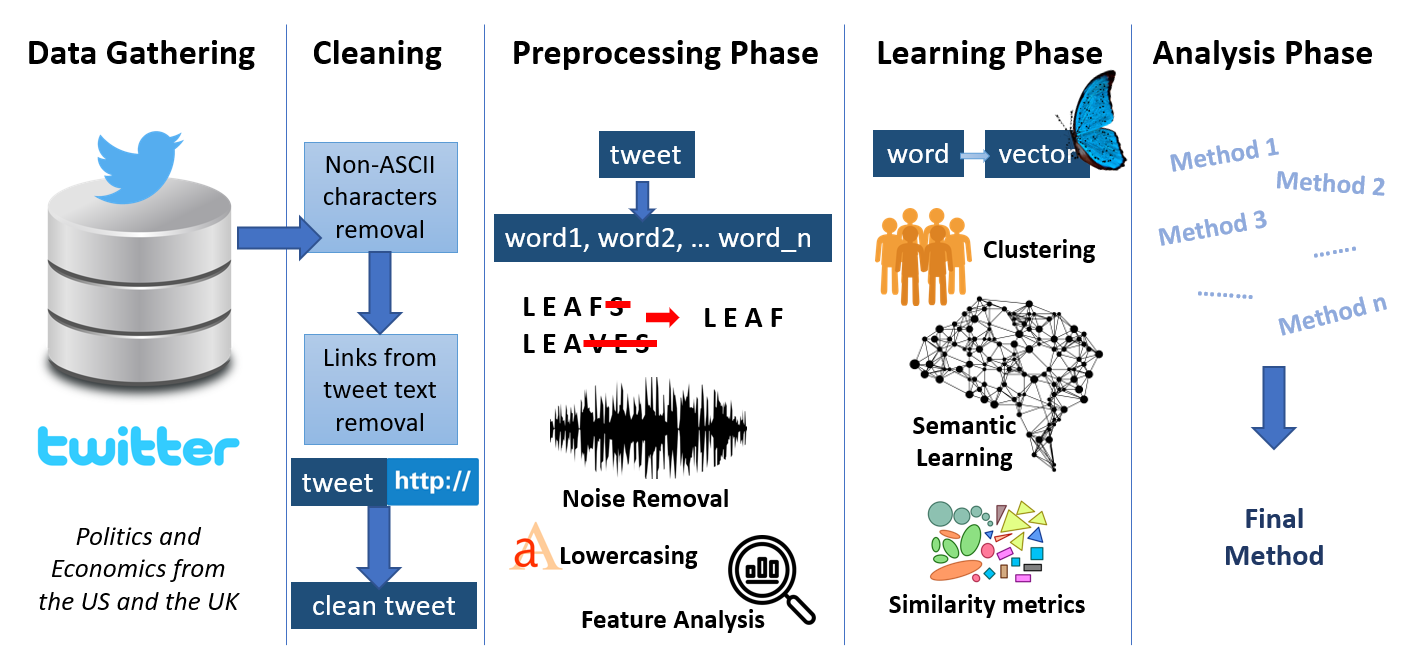 Data Gathering
twitter
Politics and
Economics from
the US and the UK
Cleaning
Non-ASCII
characters
removal
Links from
tweet text
removal
tweet http://
clean tweet
Preprocessing Phase
tweet
word1, word2, ... word_n
LEAFS
LEAVES
LEAF
Noise Removal
aA Lowercasing
Feature Analysis
Learning Phase
word vector
Clustering
Semantic
Learning
Similarity metrics
Analysis Phase
Method 1
Method 2
Method 3
.......
.........
Method n
Final
Method